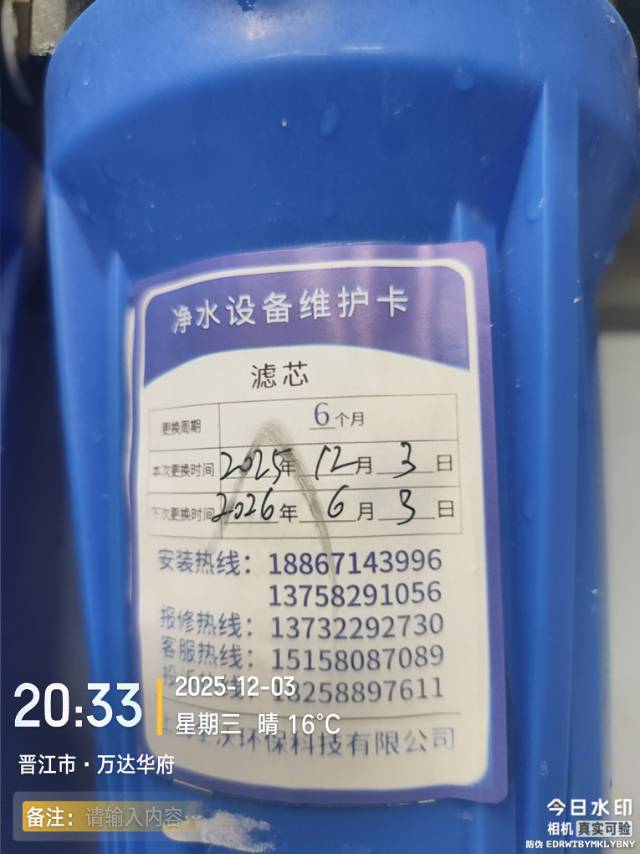 净水设备维护卡
滤芯
更换周期 6个月
本次更换时间 2025年 12月 3日
下次更换时间 2026年 6月 3日
安装热线：18867143996
13758291056
报修热线：13732292730
客服热线：15158087089
18258897611
环保科技有限公司
20:33
2025-12-03
星期三 晴 16℃
晋江市·万达华府
备注：请输入内容...
今日水印
相机 真实可验
防伪 EDRWTBYMKLYBNY